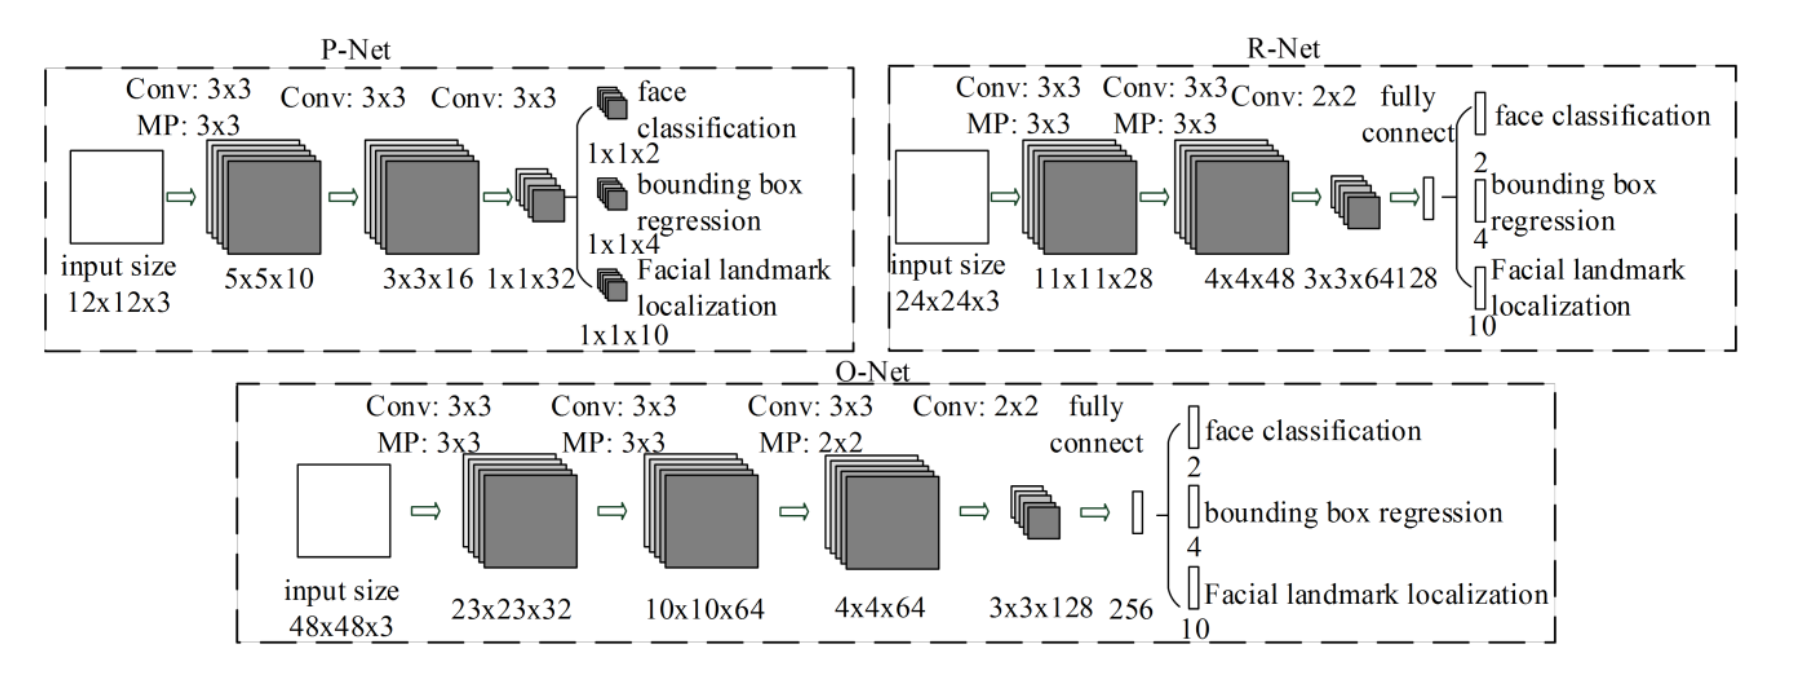 P-Net
Conv: 3x3
MP: 3x3
Conv: 3x3
Conv: 3x3
face
classification
1x1x2
bounding box
regression
1x1x4
Facial landmark
localization
1x1x10
input size
12x12x3
5x5x10
3x3x16
1x1x32
R-Net
Conv: 3x3
MP: 3x3
Conv: 3x3
MP: 3x3
Conv: 2x2
fully
connect
face classification
2
bounding box
regression
4
Facial landmark
localization
10
input size
24x24x3
11x11x28
4x4x48
3x3x64
128
O-Net
Conv: 3x3
MP: 3x3
Conv: 3x3
MP: 3x3
Conv: 3x3
MP: 2x2
Conv: 2x2
fully
connect
face classification
2
bounding box regression
4
Facial landmark localization
10
input size
48x48x3
23x23x32
10x10x64
4x4x64
3x3x128
256